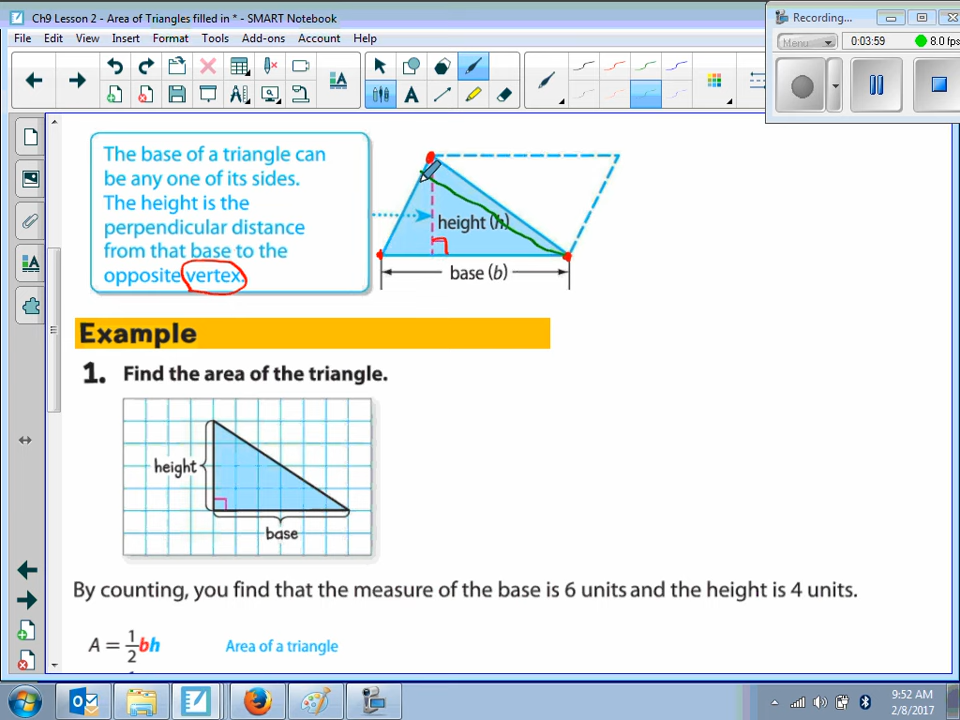 Ch9 Lesson 2 - Area of Triangles filled in * - SMART Notebook
File Edit View Insert Format Tools Add-ons Account Help
Recording...
Menu
0:03:59
8.0 fps
The base of a triangle can
be any one of its sides.
The height is the
perpendicular distance
from that base to the
opposite vertex.
height (h)
base (b)
Example
1. Find the area of the triangle.
height
base
By counting, you find that the measure of the base is 6 units and the height is 4 units.
A = 1/2 bh Area of a triangle
9:52 AM
2/8/2017